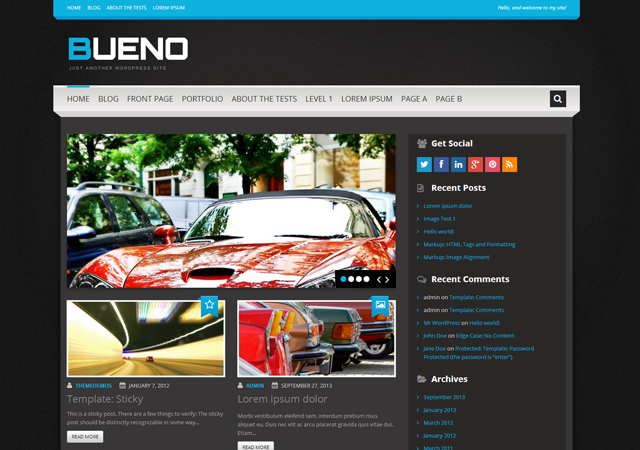 HOME BLOG ABOUT THE TESTS LOREM IPSUM
Hello, and welcome to my site!
BUENO
JUST ANOTHER WORDPRESS SITE
HOME BLOG FRONT PAGE PORTFOLIO ABOUT THE TESTS LEVEL 1 LOREM IPSUM PAGE A PAGE B
THEMEDEMOS JANUARY 7, 2012
Template: Sticky
This is a sticky post. There are a few things to verify: The sticky
post should be distinctly recognizable in some way...
READ MORE
ADMIN SEPTEMBER 27, 2013
Lorem ipsum dolor
Morbi vestibulum eleifend sem, interdum pretium risus
aliquet eu. Duis nec elit ac arcu placerat gravida quis vitae dui.
Etiam...
READ MORE
Get Social
Recent Posts
Lorem ipsum dolor
Image Test 1
Hello world!
Markup: HTML Tags and Formatting
Markup: Image Alignment
Recent Comments
admin on Template: Comments
admin on Template: Comments
Mr WordPress on Hello world!
John Doe on Edge Case: No Content
Jane Doe on Protected: Template: Password
Protected (the password is "enter")
Archives
September 2013
January 2013
March 2012
January 2012
March 2011